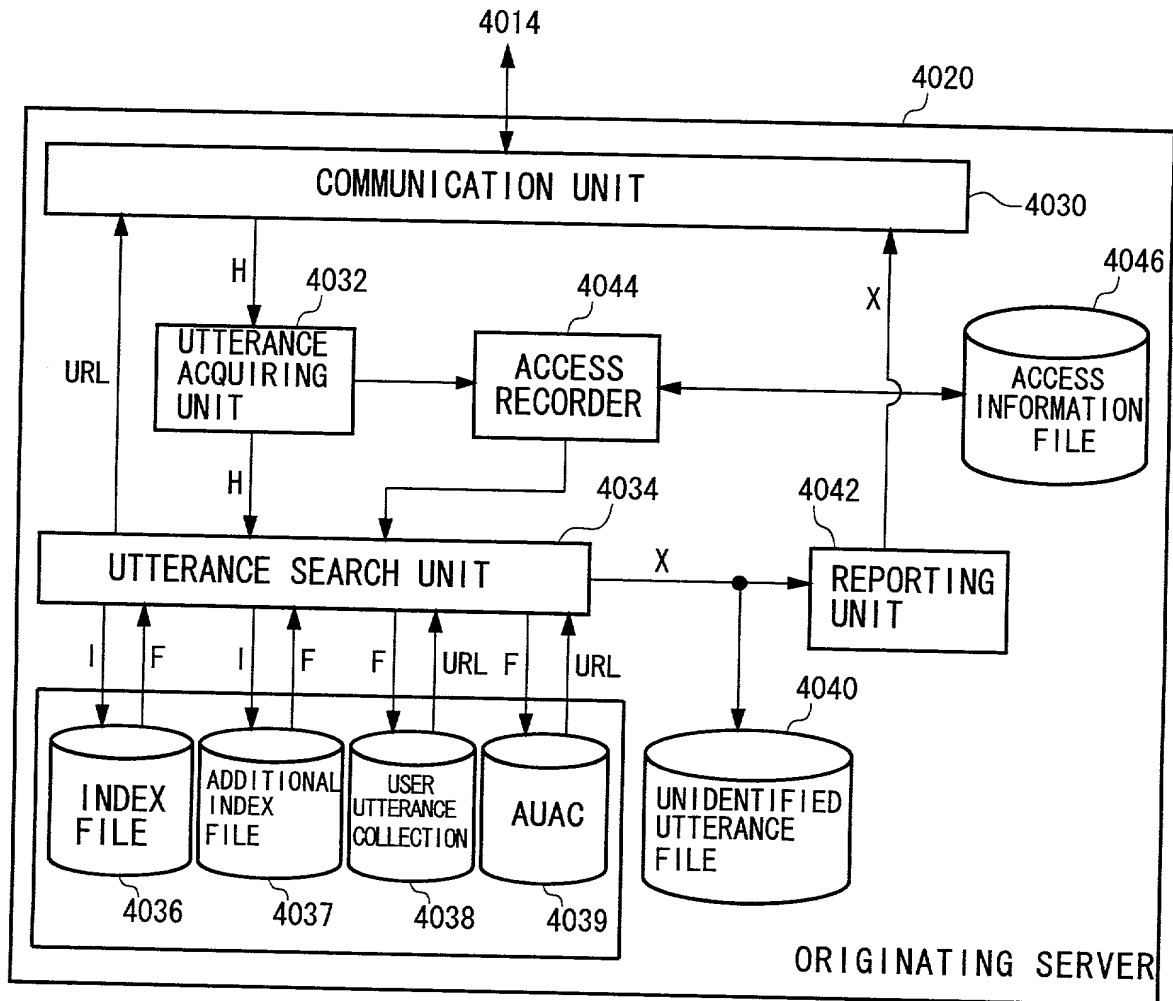 4014
4020
COMMUNICATION UNIT
4030
H
4032
4044
X
4046
URL
UTTERANCE
ACQUIRING
UNIT
ACCESS
RECORDER
ACCESS
INFORMATION
FILE
H
4034
4042
UTTERANCE SEARCH UNIT
X
REPORTING
UNIT
I
F
I
F
F
URL
F
URL
4040
INDEX
FILE
ADDITIONAL
INDEX
FILE
USER
UTTERANCE
COLLECTION
AUAC
UNIDENTIFIED
UTTERANCE
FILE
4036
4037
4038
4039
ORIGINATING SERVER